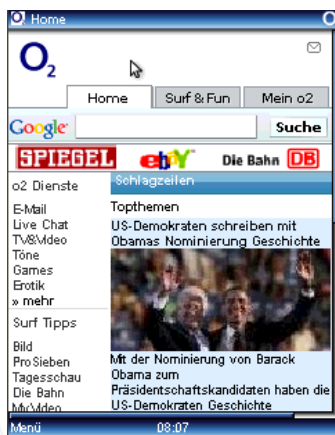 Home
O2
Home
Surf & Fun
Mein o2
Google
Suche
SPIEGEL
ebay
Die Bahn DB
o2 Dienste
E-Mail
Live Chat
TV&Video
Töne
Games
Erotik
» mehr
Surf Tipps
Bild
ProSieben
Tagesschau
Die Bahn
MyVideo
Schlagzeilen
Topthemen
US-Demokraten schreiben mit
Obamas Nominierung Geschichte
Mit der Nominierung von Barack
Obama zum
Präsidentschaftskandidaten haben die
US-Demokraten Geschichte
Menü
08:07